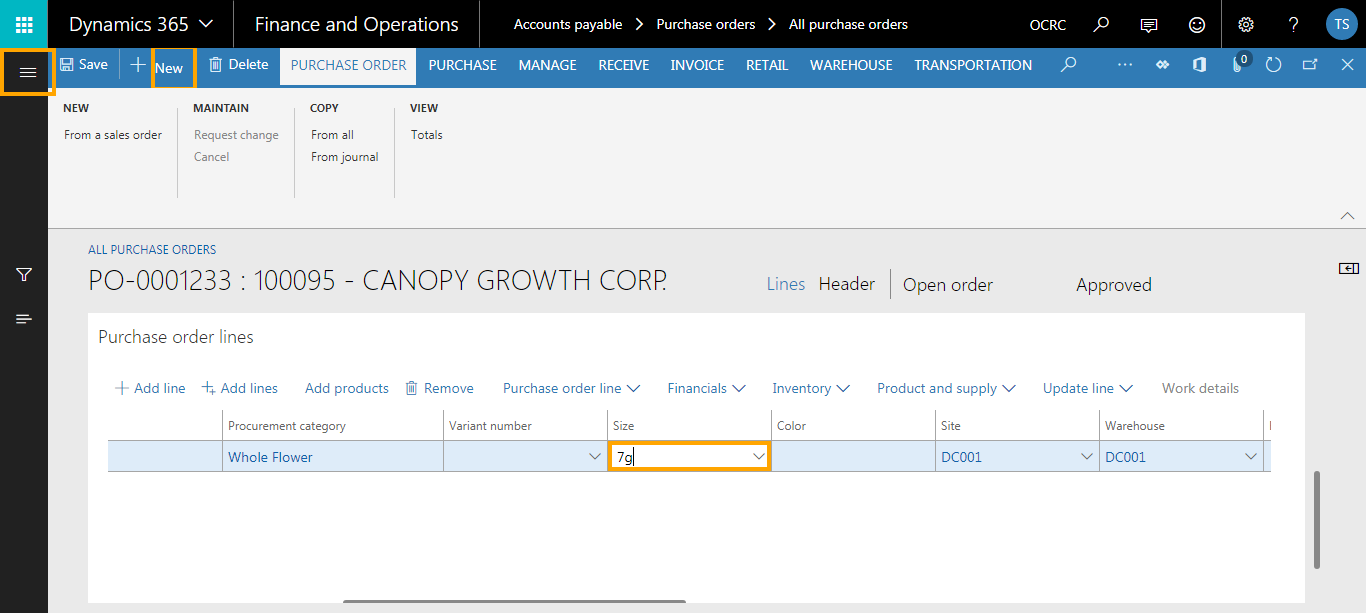 Dynamics 365 Finance and Operations Accounts payable Purchase orders All purchase orders OCRC ? TS
Save New Delete PURCHASE ORDER PURCHASE MANAGE RECEIVE INVOICE RETAIL WAREHOUSE TRANSPORTATION ... 0
NEW MAINTAIN COPY VIEW
From a sales order Request change From all Totals
Cancel From journal
ALL PURCHASE ORDERS
PO-0001233 : 100095 - CANOPY GROWTH CORP. Lines Header Open order Approved
Purchase order lines
Add line Add lines Add products Remove Purchase order line Financials Inventory Product and supply Update line Work details
Procurement category Variant number Size Color Site Warehouse
Whole Flower 7g DC001 DC001